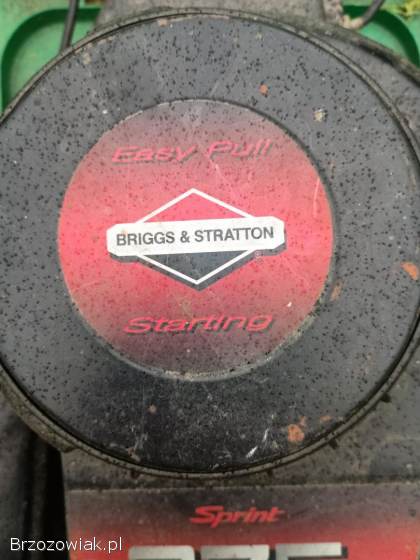 Easy Pull
BRIGGS & STRATTON
Starting
Sprint
Brzozowiak.pl